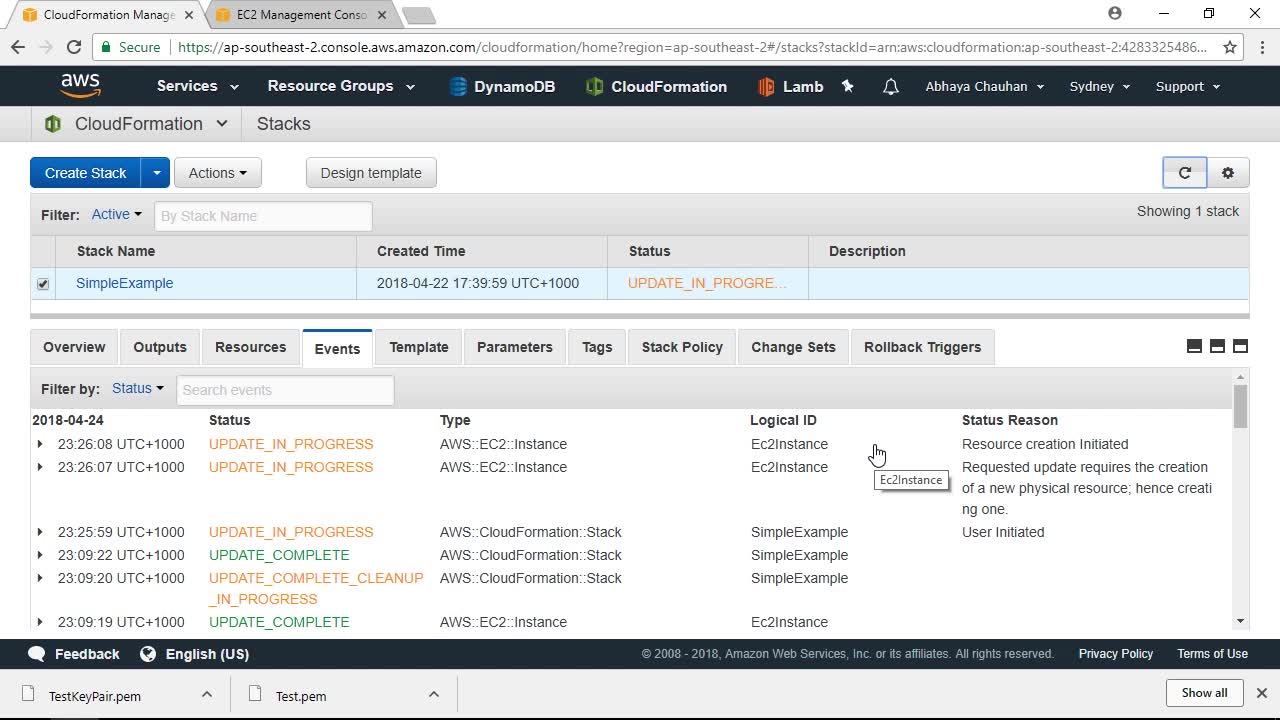 CloudFormation Manage
EC2 Management Conso
Secure https://ap-southeast-2.console.aws.amazon.com/cloudformation/home?region=ap-southeast-2#/stacks?stackId=arn:aws:cloudformation:ap-southeast-2:4283325486...
aws Services Resource Groups DynamoDB CloudFormation Lamb Abhaya Chauhan Sydney Support
CloudFormation Stacks
Create Stack Actions Design template
Filter: Active By Stack Name Showing 1 stack
Stack Name Created Time Status Description
SimpleExample 2018-04-22 17:39:59 UTC+1000 UPDATE_IN_PROGRE...
Overview Outputs Resources Events Template Parameters Tags Stack Policy Change Sets Rollback Triggers
Filter by: Status Search events
2018-04-24 Status Type Logical ID Status Reason
23:26:08 UTC+1000 UPDATE_IN_PROGRESS AWS::EC2::Instance Ec2Instance Resource creation Initiated
23:26:07 UTC+1000 UPDATE_IN_PROGRESS AWS::EC2::Instance Ec2Instance Requested update requires the creation
Ec2Instance
of a new physical resource; hence creati
ng one.
23:25:59 UTC+1000 UPDATE_IN_PROGRESS AWS::CloudFormation::Stack SimpleExample User Initiated
23:09:22 UTC+1000 UPDATE_COMPLETE AWS::CloudFormation::Stack SimpleExample
23:09:20 UTC+1000 UPDATE_COMPLETE_CLEANUP AWS::CloudFormation::Stack SimpleExample
_IN_PROGRESS
23:09:19 UTC+1000 UPDATE_COMPLETE AWS::EC2::Instance Ec2Instance
Feedback English (US) © 2008 - 2018, Amazon Web Services, Inc. or its affiliates. All rights reserved. Privacy Policy Terms of Use
TestKeyPair.pem Test.pem Show all